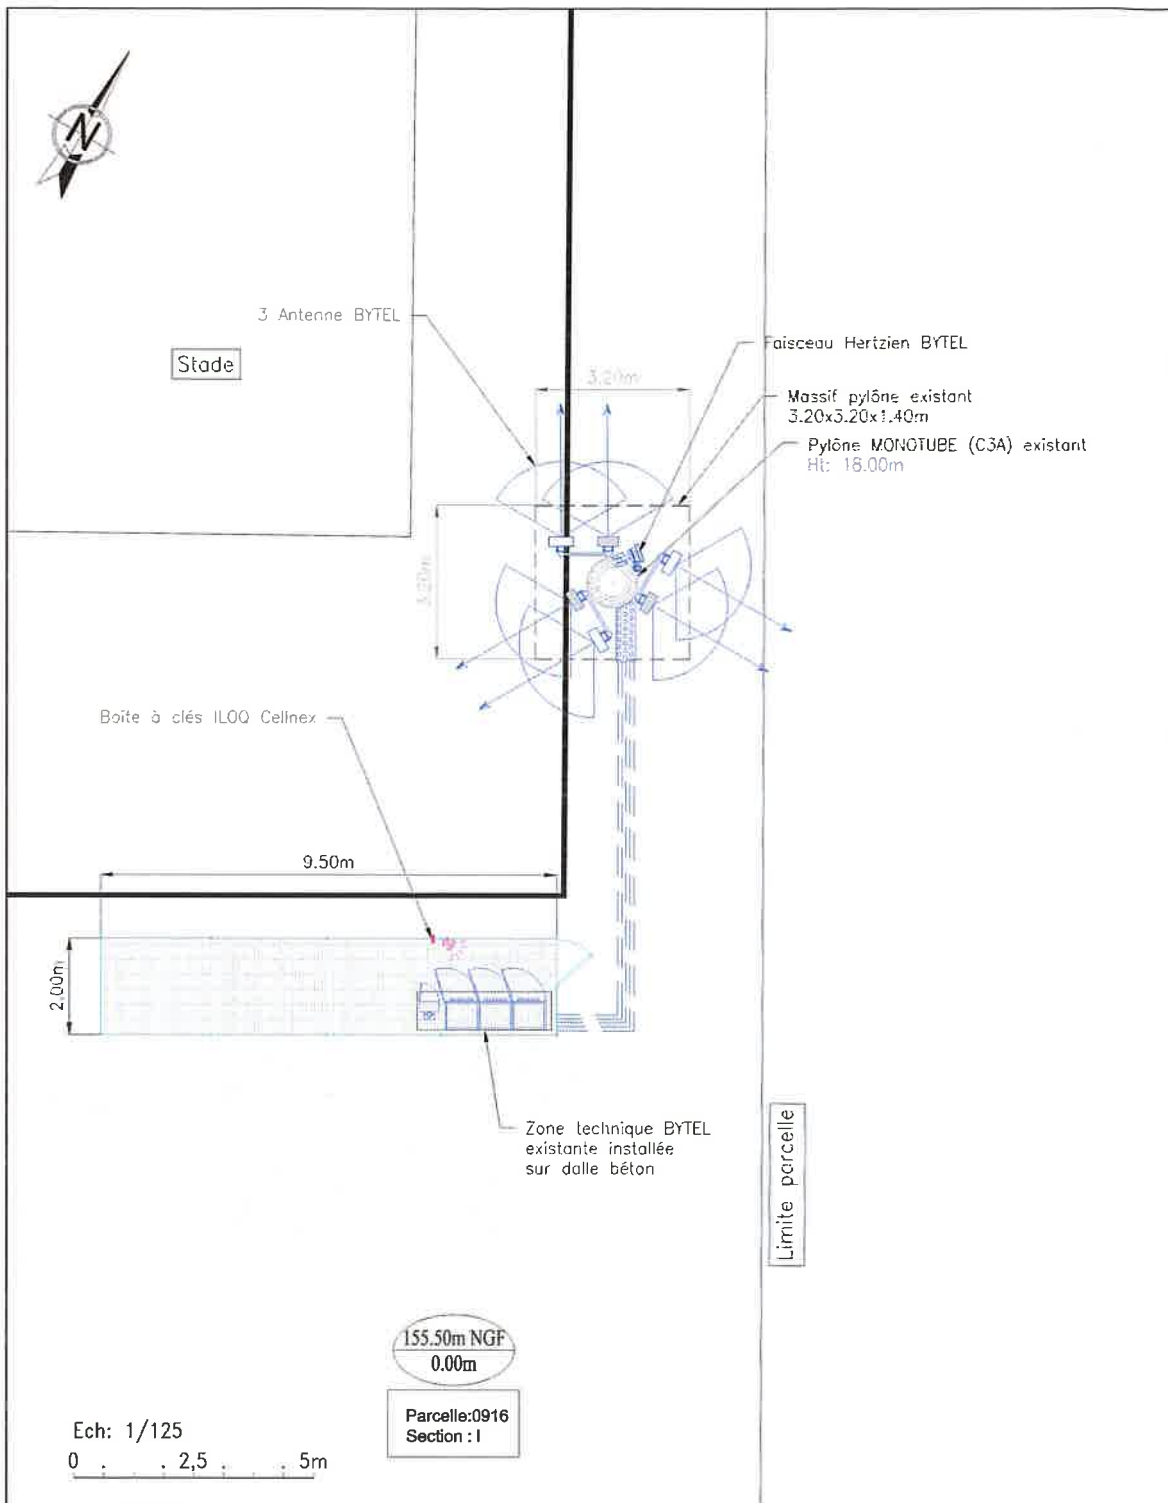 N
3 Antenne BYTEL
Stade
Faisceau Hertzien BYTEL
3.20m
Massif pylône existant
3.20x3.20x1.40m
Pylône MONOTUBE (C3A) existant
Ht: 18.00m
3.20m
Boîte à clés ILOQ Cellnex
9.50m
2.00m
Zone technique BYTEL
existante installée
sur dalle béton
Limite parcelle
155.50m NGF
0.00m
Parcelle:0916
Section : I
Ech: 1/125
0 2,5 5m